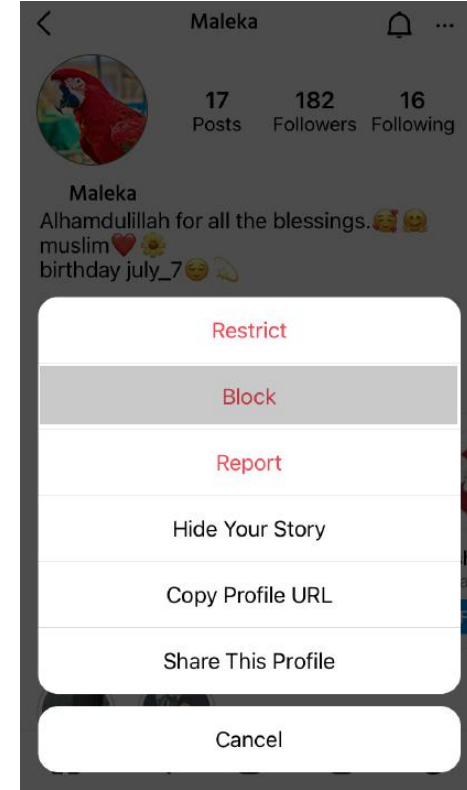 Maleka
17 182 16
Posts Followers Following
Maleka
Alhamdulillah for all the blessings.🥰 🤗
muslim❤️ 🌼
birthday july_7😌 💫
Restrict
Block
Report
Hide Your Story
Copy Profile URL
Share This Profile
Cancel